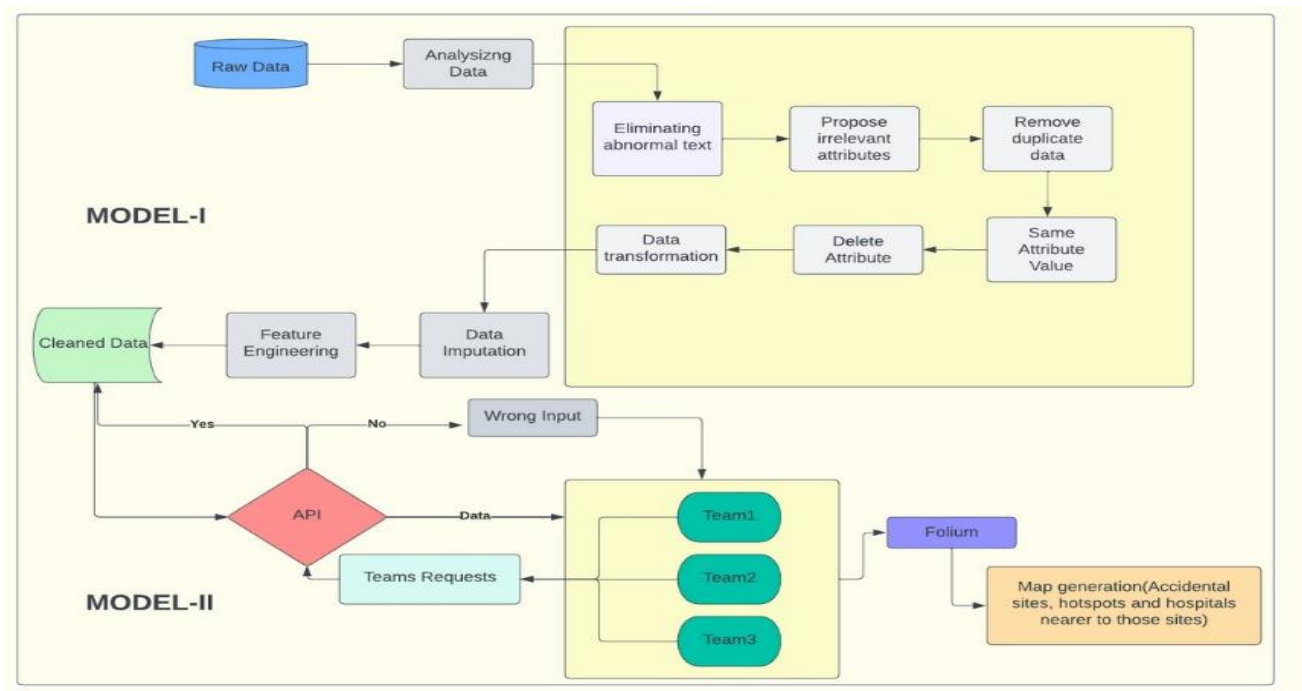 Raw Data
Analysizng
Data
Eliminating
abnormal text
Propose
irrelevant
attributes
Remove
duplicate
data
MODEL-I
Data
transformation
Delete
Attribute
Same
Attribute
Value
Cleaned Data
Feature
Engineering
Data
Imputation
Yes
No
Wrong Input
API
Data
Team1
Folium
Teams Requests
Team2
MODEL-II
Team3
Map generation(Accidental
sites, hotspots and hospitals
nearer to those sites)